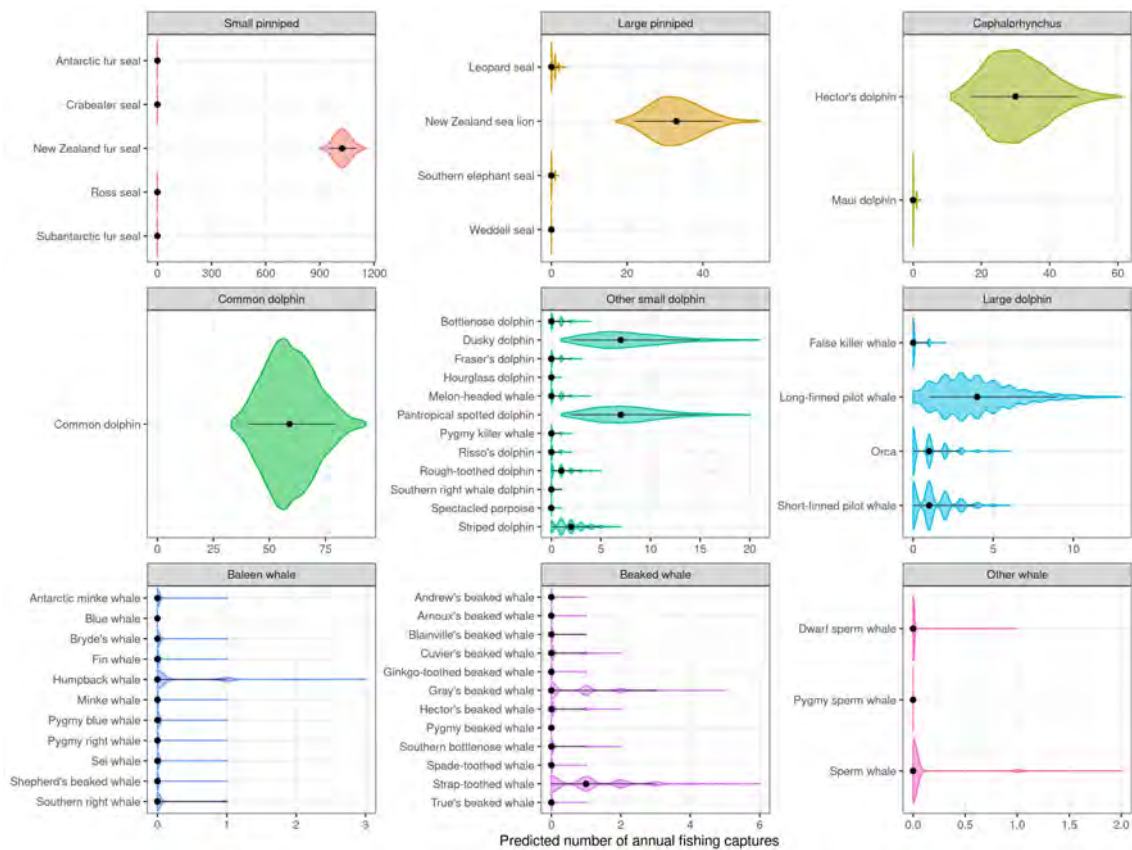 Small pinniped
Antarctic fur seal
Crabeater seal
New Zealand fur seal
Ross seal
Subantarctic fur seal
0 300 600 900 1200
Large pinniped
Leopard seal
New Zealand sea lion
Southern elephant seal
Weddell seal
0 20 40
Cephalorhynchus
Hector's dolphin
Maui dolphin
0 20 40 60
Common dolphin
Common dolphin
0 25 50 75
Other small dolphin
Bottlenose dolphin
Dusky dolphin
Fraser's dolphin
Hourglass dolphin
Melon-headed whale
Pantropical spotted dolphin
Pygmy killer whale
Risso's dolphin
Rough-toothed dolphin
Southern right whale dolphin
Spectacled porpoise
Striped dolphin
0 5 10 15 20
Large dolphin
False killer whale
Long-finned pilot whale
Orca
Short-finned pilot whale
0 5 10
Baleen whale
Antarctic minke whale
Blue whale
Bryde's whale
Fin whale
Humpback whale
Minke whale
Pygmy blue whale
Pygmy right whale
Sei whale
Shepherd's beaked whale
Southern right whale
0 1 2 3
Beaked whale
Andrew's beaked whale
Arnoux's beaked whale
Blainville's beaked whale
Cuvier's beaked whale
Ginkgo-toothed beaked whale
Gray's beaked whale
Hector's beaked whale
Pygmy beaked whale
Southern bottlenose whale
Spade-toothed whale
Strap-toothed whale
True's beaked whale
0 2 4 6
Other whale
Dwarf sperm whale
Pygmy sperm whale
Sperm whale
0.0 0.5 1.0 1.5 2.0
Predicted number of annual fishing captures